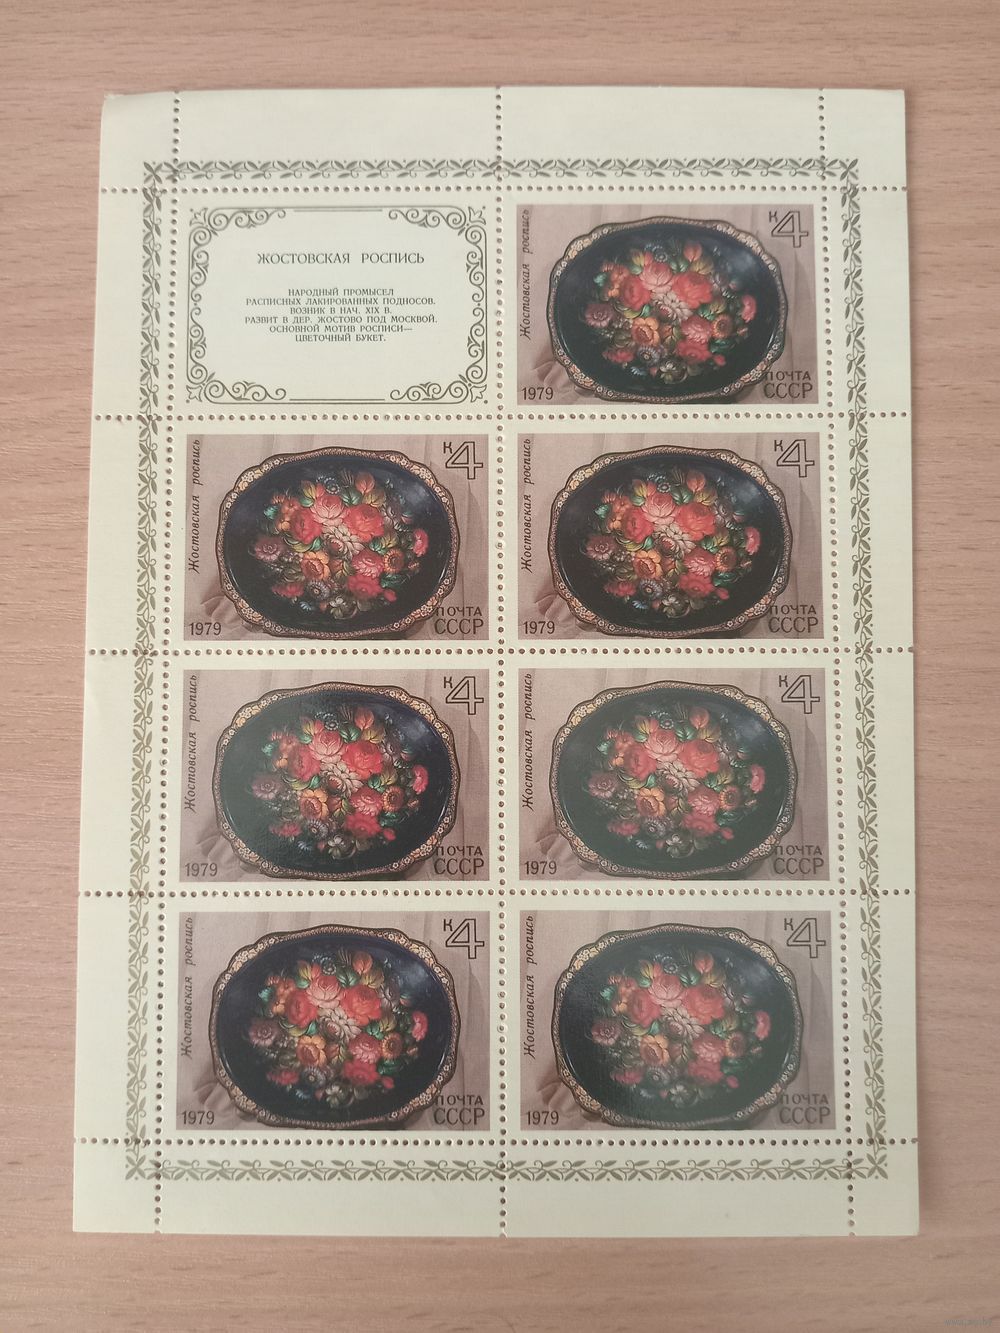 ЖОСТОВСКАЯ РОСПИСЬ
НАРОДНЫЙ ПРОМЫСЕЛ
РАСПИСНЫХ ЛАКИРОВАННЫХ ПОДНОСОВ.
ВОЗНИК В НАЧ. XIX В.
РАЗВИТ В ДЕР. ЖОСТОВО ПОД МОСКВОЙ.
ОСНОВНОЙ МОТИВ РОСПИСИ—
ЦВЕТОЧНЫЙ БУКЕТ.
Жостовская роспись
К4
1979
ПОЧТА
СССР
Жостовская роспись
К4
1979
ПОЧТА
СССР
Жостовская роспись
К4
1979
ПОЧТА
СССР
Жостовская роспись
К4
1979
ПОЧТА
СССР
Жостовская роспись
К4
1979
ПОЧТА
СССР
Жостовская роспись
К4
1979
ПОЧТА
СССР
Жостовская роспись
К4
1979
ПОЧТА
СССР